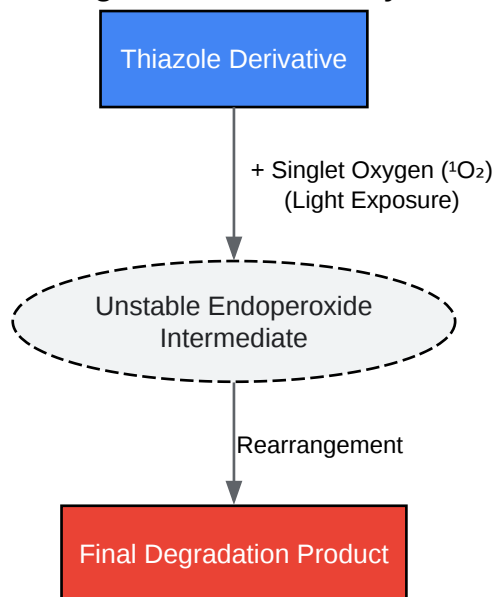 Thiazole Derivative
+ Singlet Oxygen (¹O₂)
(Light Exposure)
Unstable Endoperoxide
Intermediate
Rearrangement
Final Degradation Product